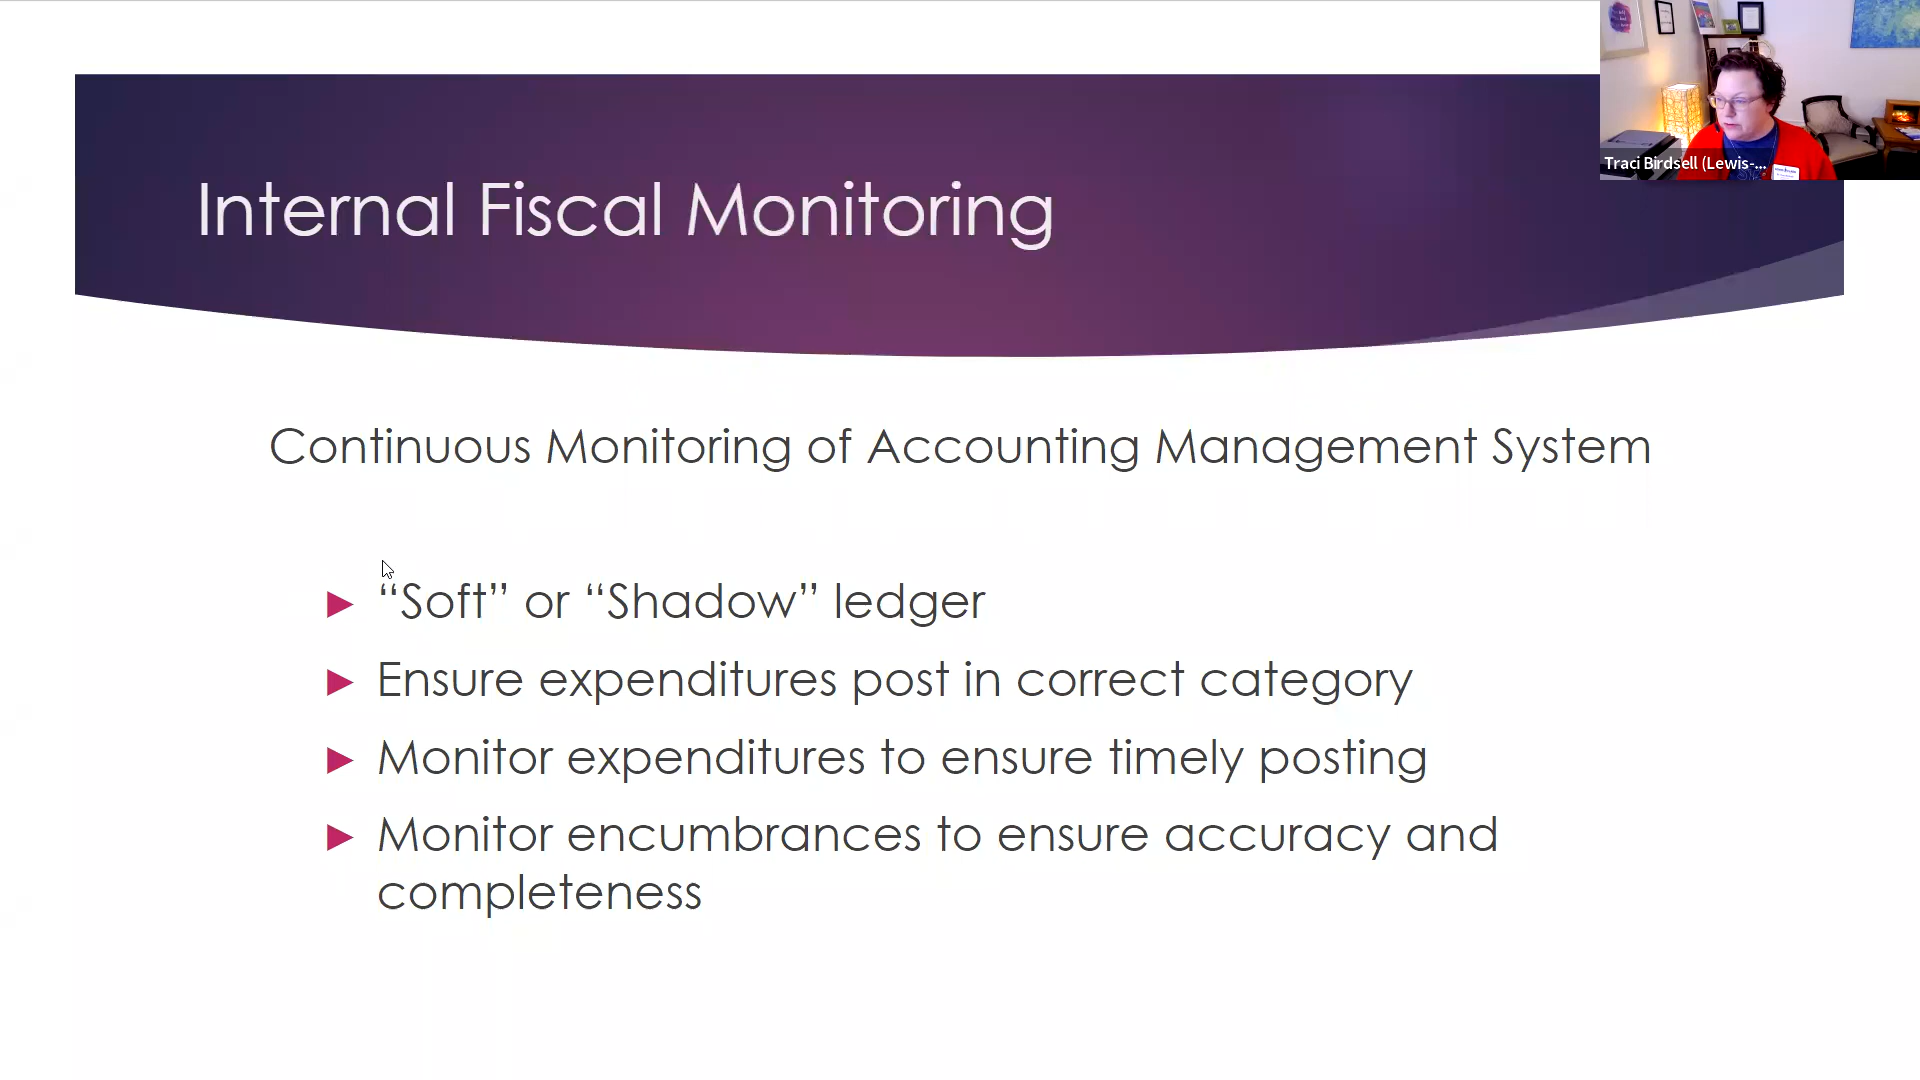 Internal Fiscal Monitoring
Traci Birdsell (Lewis-...
Continuous Monitoring of Accounting Management System
► “Soft” or “Shadow” ledger
► Ensure expenditures post in correct category
► Monitor expenditures to ensure timely posting
► Monitor encumbrances to ensure accuracy and
completeness